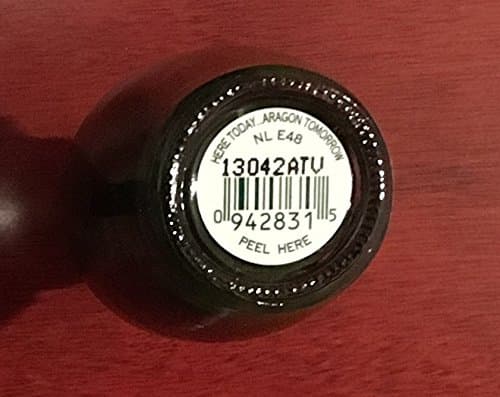 HERE TODAY...ARAGON TOMORROW
NL E48
13042ATV
0 942831 5
PEEL HERE